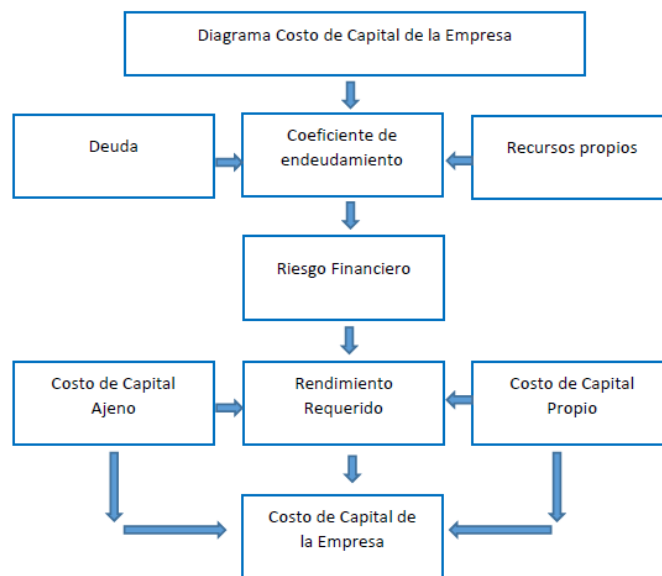 Diagrama Costo de Capital de la Empresa
Deuda
Coeficiente de
endeudamiento
Recursos propios
Riesgo Financiero
Costo de Capital
Ajeno
Rendimiento
Requerido
Costo de Capital
Propio
Costo de Capital de
la Empresa